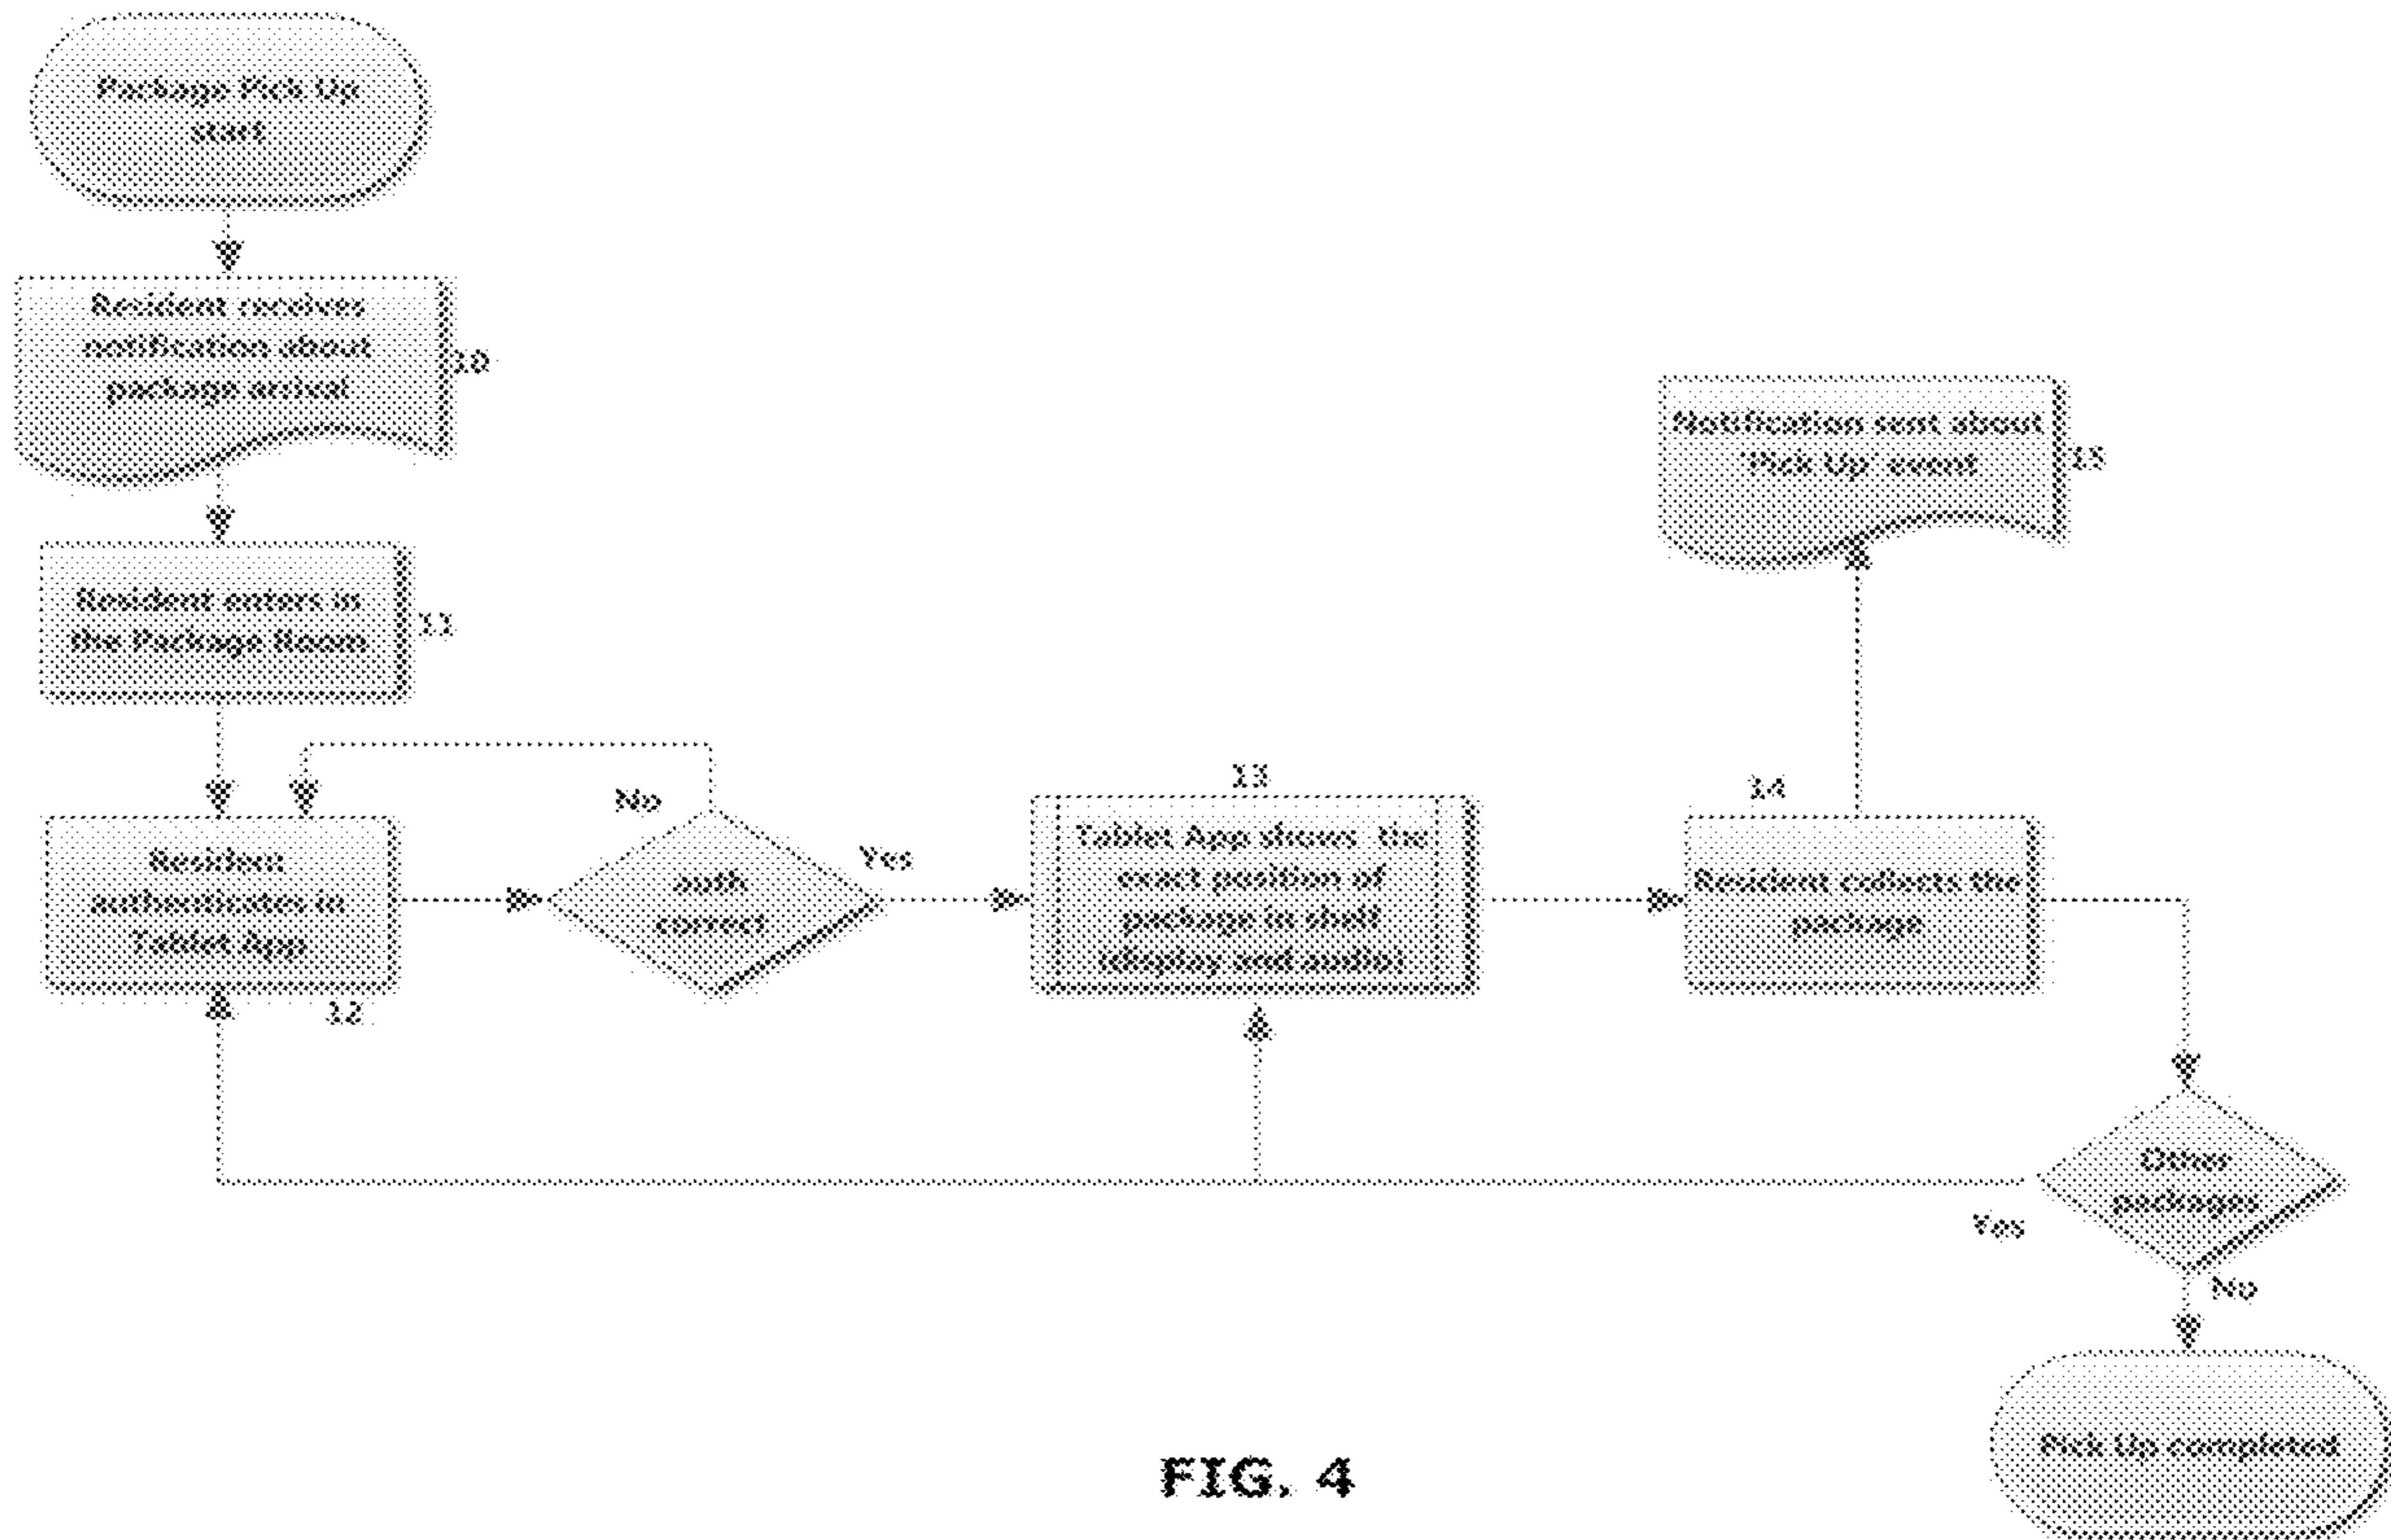 Package Pick Up
start
Resident receives
notification about
package arrival
10
Resident enters in
the Package Room
11
Resident
authenticates in
Tablet App
12
No
auth
correct
Yes
13
Tablet App shows the
exact position of
package in shelf
(display and audio)
14
Resident collects the
package
Notification sent about
'Pick Up' event
15
Other
packages
Yes
No
Pick Up completed
FIG. 4